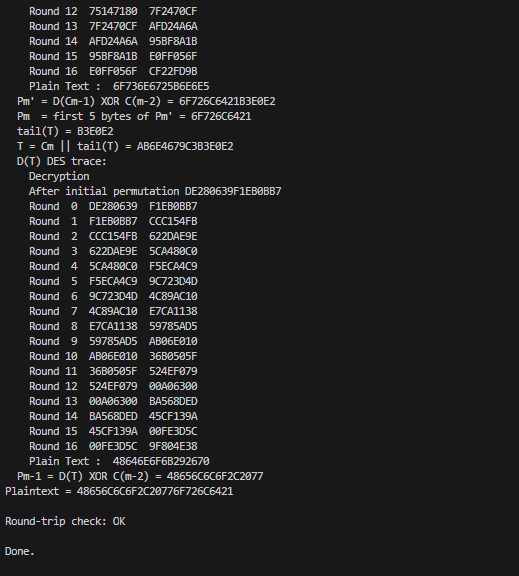 Round 12  75147180  7F2470CF
Round 13  7F2470CF  AFD24A6A
Round 14  AFD24A6A  95BF8A1B
Round 15  95BF8A1B  E0FF056F
Round 16  E0FF056F  CF22FD9B
Plain Text :  6F736E6725B6E6E5
Pm' = D(Cm-1) XOR C(m-2) = 6F726C6421B3E0E2
Pm  = first 5 bytes of Pm' = 6F726C6421
tail(T) = B3E0E2
T = Cm || tail(T) = AB6E4679C3B3E0E2
D(T) DES trace:
Decryption
After initial permutation DE280639F1EB0BB7
Round  0  DE280639  F1EB0BB7
Round  1  F1EB0BB7  CCC154FB
Round  2  CCC154FB  622DAE9E
Round  3  622DAE9E  5CA480C0
Round  4  5CA480C0  F5ECA4C9
Round  5  F5ECA4C9  9C723D4D
Round  6  9C723D4D  4C89AC10
Round  7  4C89AC10  E7CA1138
Round  8  E7CA1138  59785AD5
Round  9  59785AD5  AB06E010
Round 10  AB06E010  36B0505F
Round 11  36B0505F  524EF079
Round 12  524EF079  00A06300
Round 13  00A06300  BA568DED
Round 14  BA568DED  45CF139A
Round 15  45CF139A  00FE3D5C
Round 16  00FE3D5C  9F804E38
Plain Text :  48646E6F6B292670
Pm-1 = D(T) XOR C(m-2) = 48656C6C6F2C2077
Plaintext = 48656C6C6F2C20776F726C6421
Round-trip check: OK
Done.